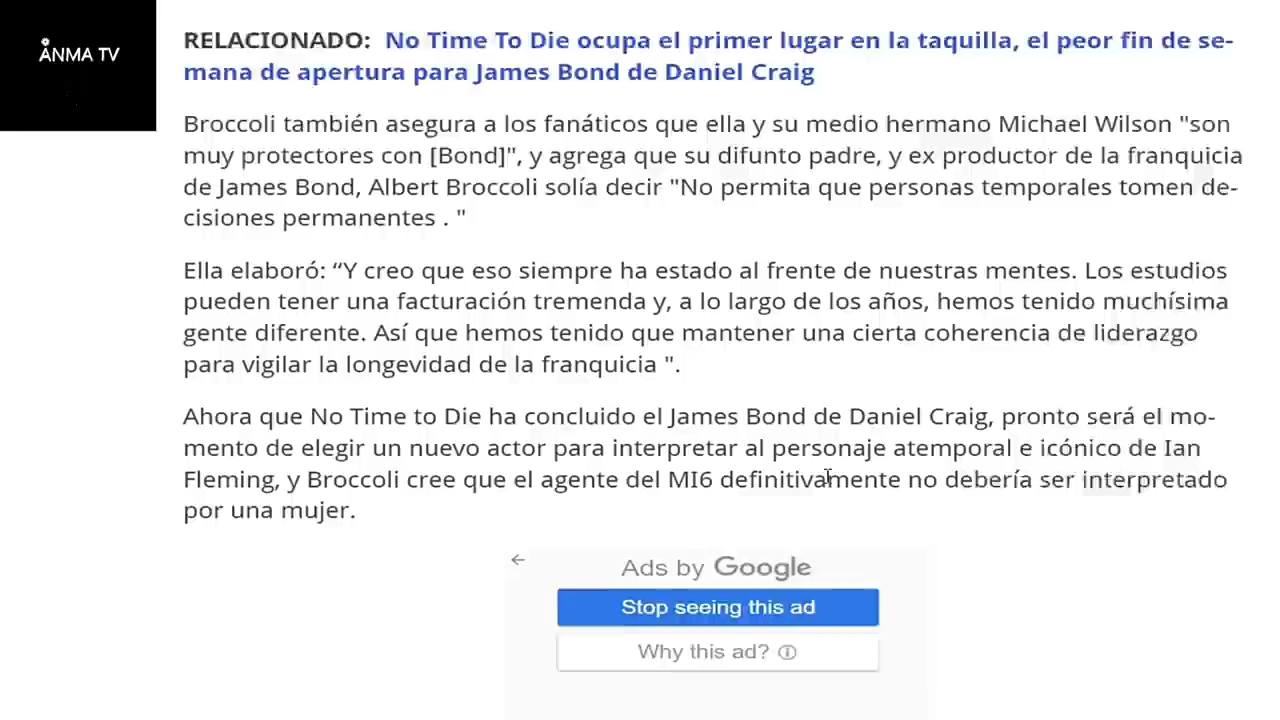 ANMA TV
RELACIONADO: No Time To Die ocupa el primer lugar en la taquilla, el peor fin de se-
mana de apertura para James Bond de Daniel Craig
Broccoli también asegura a los fanáticos que ella y su medio hermano Michael Wilson "son
muy protectores con [Bond]", y agrega que su difunto padre, y ex productor de la franquicia
de James Bond, Albert Broccoli solía decir "No permita que personas temporales tomen de-
cisiones permanentes . "
Ella elaboró: “Y creo que eso siempre ha estado al frente de nuestras mentes. Los estudios
pueden tener una facturación tremenda y, a lo largo de los años, hemos tenido muchísima
gente diferente. Así que hemos tenido que mantener una cierta coherencia de liderazgo
para vigilar la longevidad de la franquicia ".
Ahora que No Time to Die ha concluido el James Bond de Daniel Craig, pronto será el mo-
mento de elegir un nuevo actor para interpretar al personaje atemporal e icónico de Ian
Fleming, y Broccoli cree que el agente del MI6 definitivamente no debería ser interpretado
por una mujer.
Ads by Google
Stop seeing this ad
Why this ad?